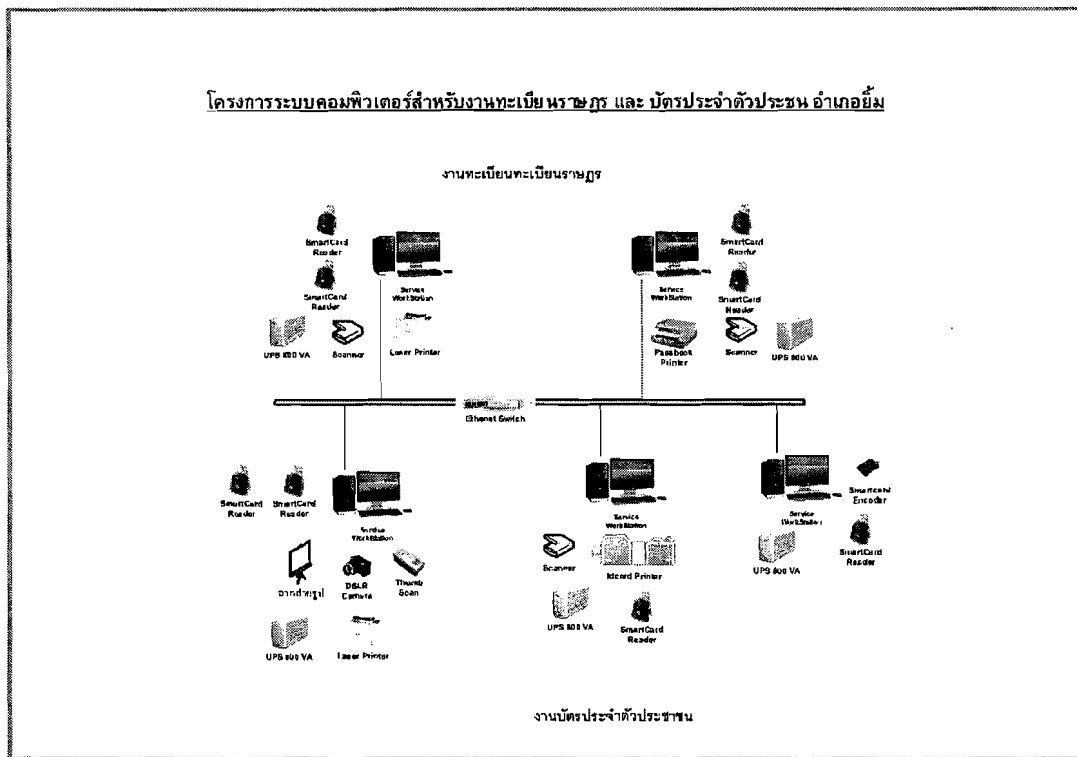 โครงการระบบคอมพิวเตอร์สำหรับงานทะเบียนราษฎร และ บัตรประจำตัวประชน อำเภอยิ้ม
งานทะเบียนทะเบียนราษฎร
SmartCard
Reader
Service
WorkStation
SmartCard
Reader
UPS 800 VA
Scanner
Laser Printer
SmartCard
Reader
Service
WorkStation
SmartCard
Reader
Passbook
Printer
Scanner
UPS 800 VA
Ethenet Switch
SmartCard
Reader
SmartCard
Reader
Service
WorkStation
ฉากถ่ายรูป
DSLR
Camera
Thumb
Scan
UPS 800 VA
Laser Printer
Service
WorkStation
Scanner
Idcard Printer
UPS 800 VA
SmartCard
Reader
Service
WorkStation
Smartcard
Encoder
UPS 800 VA
SmartCard
Reader
งานบัตรประจำตัวประชาชน